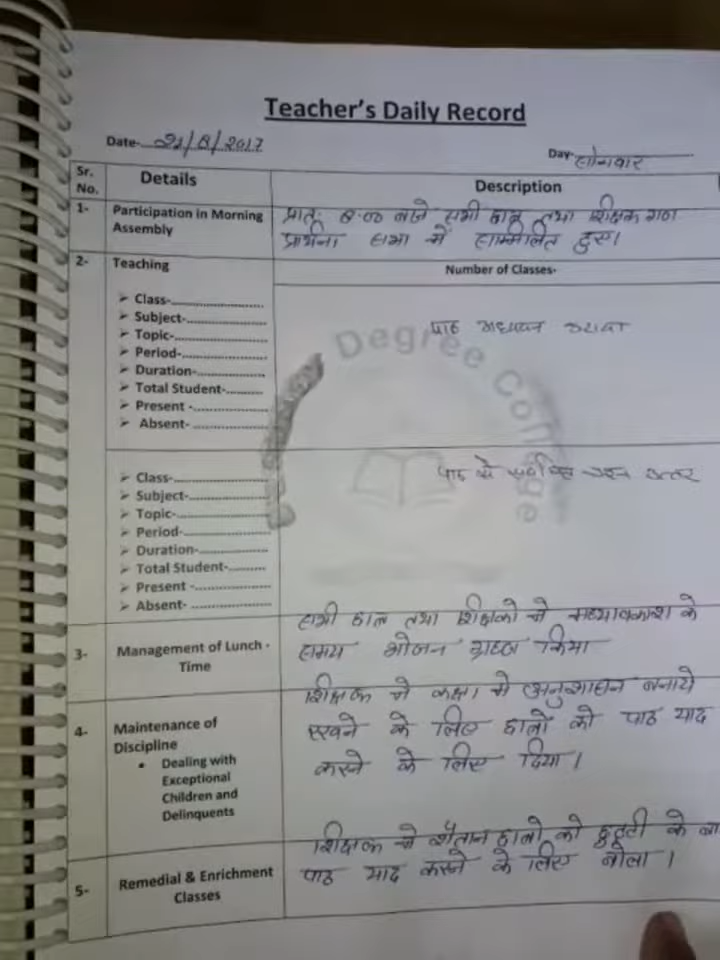 Teacher's Daily Record
Date- 21/8/2017 Day- सोमवार
Sr. No. Details Description
1- Participation in Morning Assembly
प्रात: 8:00 बजे सभी छात्र तथा शिक्षक गण
प्रार्थना सभा में सम्मिलित हुए।
2- Teaching Number of Classes-
➤ Class-
➤ Subject-
➤ Topic-
➤ Period-
➤ Duration-
➤ Total Student-
➤ Present -
➤ Absent-
पाठ अध्ययन कराया
Degree College
➤ Class-
➤ Subject-
➤ Topic-
➤ Period-
➤ Duration-
➤ Total Student-
➤ Present -
➤ Absent-
पाठ से प्रश्न उत्तर
3- Management of Lunch - Time
सभी छात्र तथा शिक्षको ने मध्यावकाश के
समय भोजन ग्रहण किया
4- Maintenance of Discipline
• Dealing with Exceptional Children and Delinquents
शिक्षक ने कक्षा में अनुशासन बनाये
रखने के लिए छात्रो को पाठ याद
करने के लिए दिया।
5- Remedial & Enrichment Classes
शिक्षक ने शैतान छात्रो को छुट्टी के
पाठ याद करने के लिए बोला।